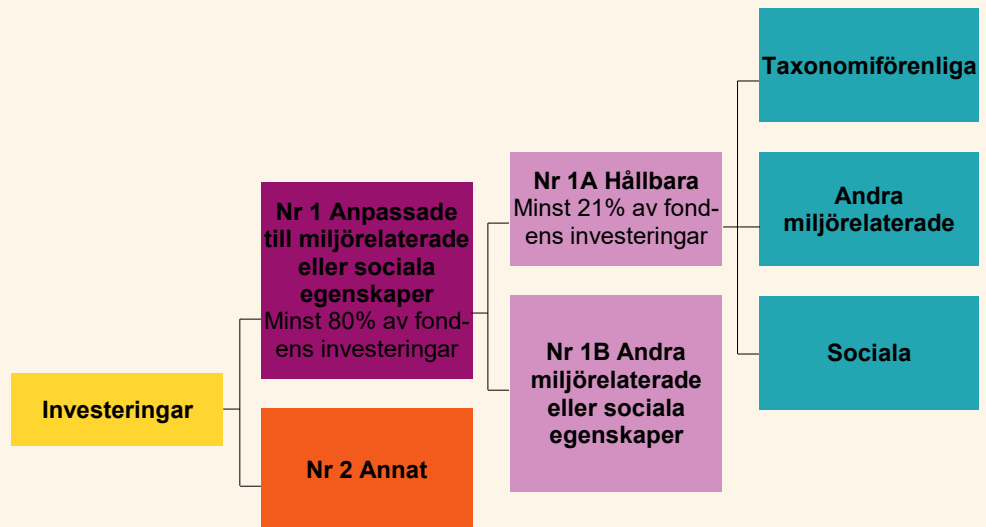 Investeringar
Nr 1 Anpassade
till miljörelaterade
eller sociala
egenskaper
Minst 80% av fond-
ens investeringar
Nr 2 Annat
Nr 1A Hållbara
Minst 21% av fond-
ens investeringar
Nr 1B Andra
miljörelaterade
eller sociala
egenskaper
Taxonomiförenliga
Andra
miljörelaterade
Sociala